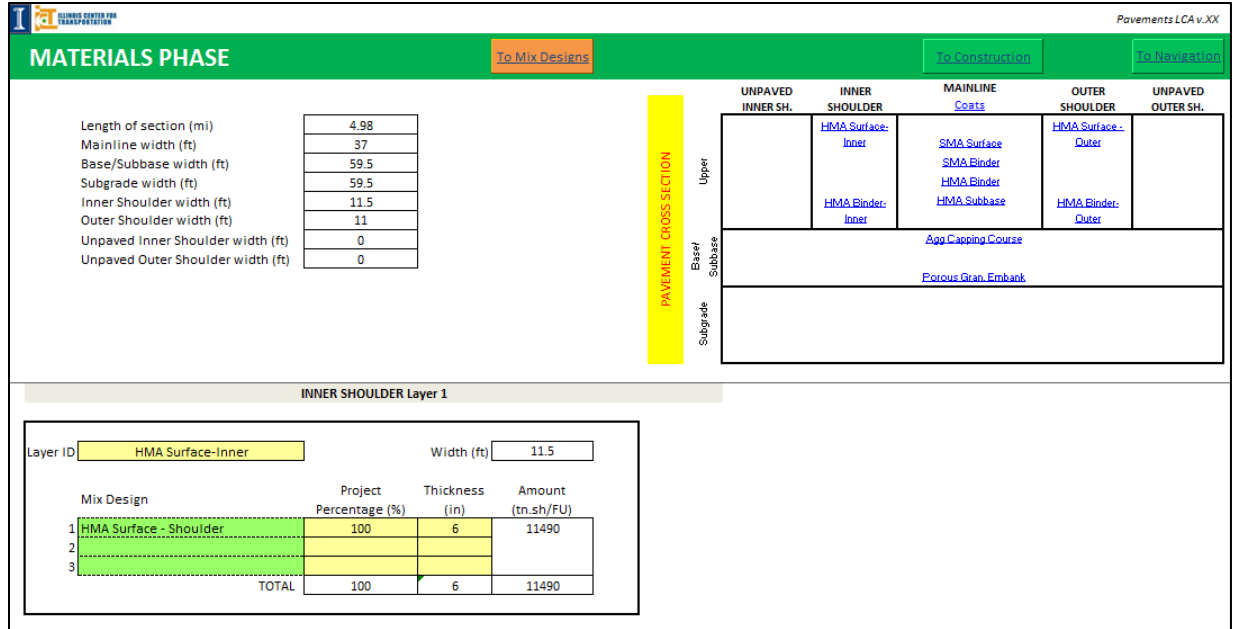 I ILLINOIS CENTER FOR
TRANSPORTATION
Pavements LCA v.XX
MATERIALS PHASE
To Mix Designs
To Construction
To Navigation
Length of section (mi) 4.98
Mainline width (ft) 37
Base/Subbase width (ft) 59.5
Subgrade width (ft) 59.5
Inner Shoulder width (ft) 11.5
Outer Shoulder width (ft) 11
Unpaved Inner Shoulder width (ft) 0
Unpaved Outer Shoulder width (ft) 0
PAVEMENT CROSS SECTION
UNPAVED
INNER SH.
INNER
SHOULDER
MAINLINE
Coats
OUTER
SHOULDER
UNPAVED
OUTER SH.
Upper
HMA Surface-
Inner
HMA Binder-
Inner
SMA Surface
SMA Binder
HMA Binder
HMA Subbase
HMA Surface -
Outer
HMA Binder-
Outer
Base/
Subbase
Agg Capping Course
Porous Gran. Embank
Subgrade
INNER SHOULDER Layer 1
Layer ID HMA Surface-Inner Width (ft) 11.5
Mix Design
Project
Percentage (%)
Thickness
(in)
Amount
(tn.sh/FU)
1 HMA Surface - Shoulder 100 6 11490
2
3
TOTAL 100 6 11490